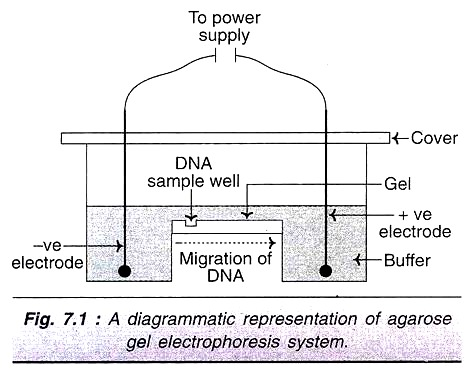 To power
supply
Cover
DNA
sample well
Gel
+ ve
electrode
–ve
electrode
Migration of
DNA
Buffer
Fig. 7.1 : A diagrammatic representation of agarose
gel electrophoresis system.